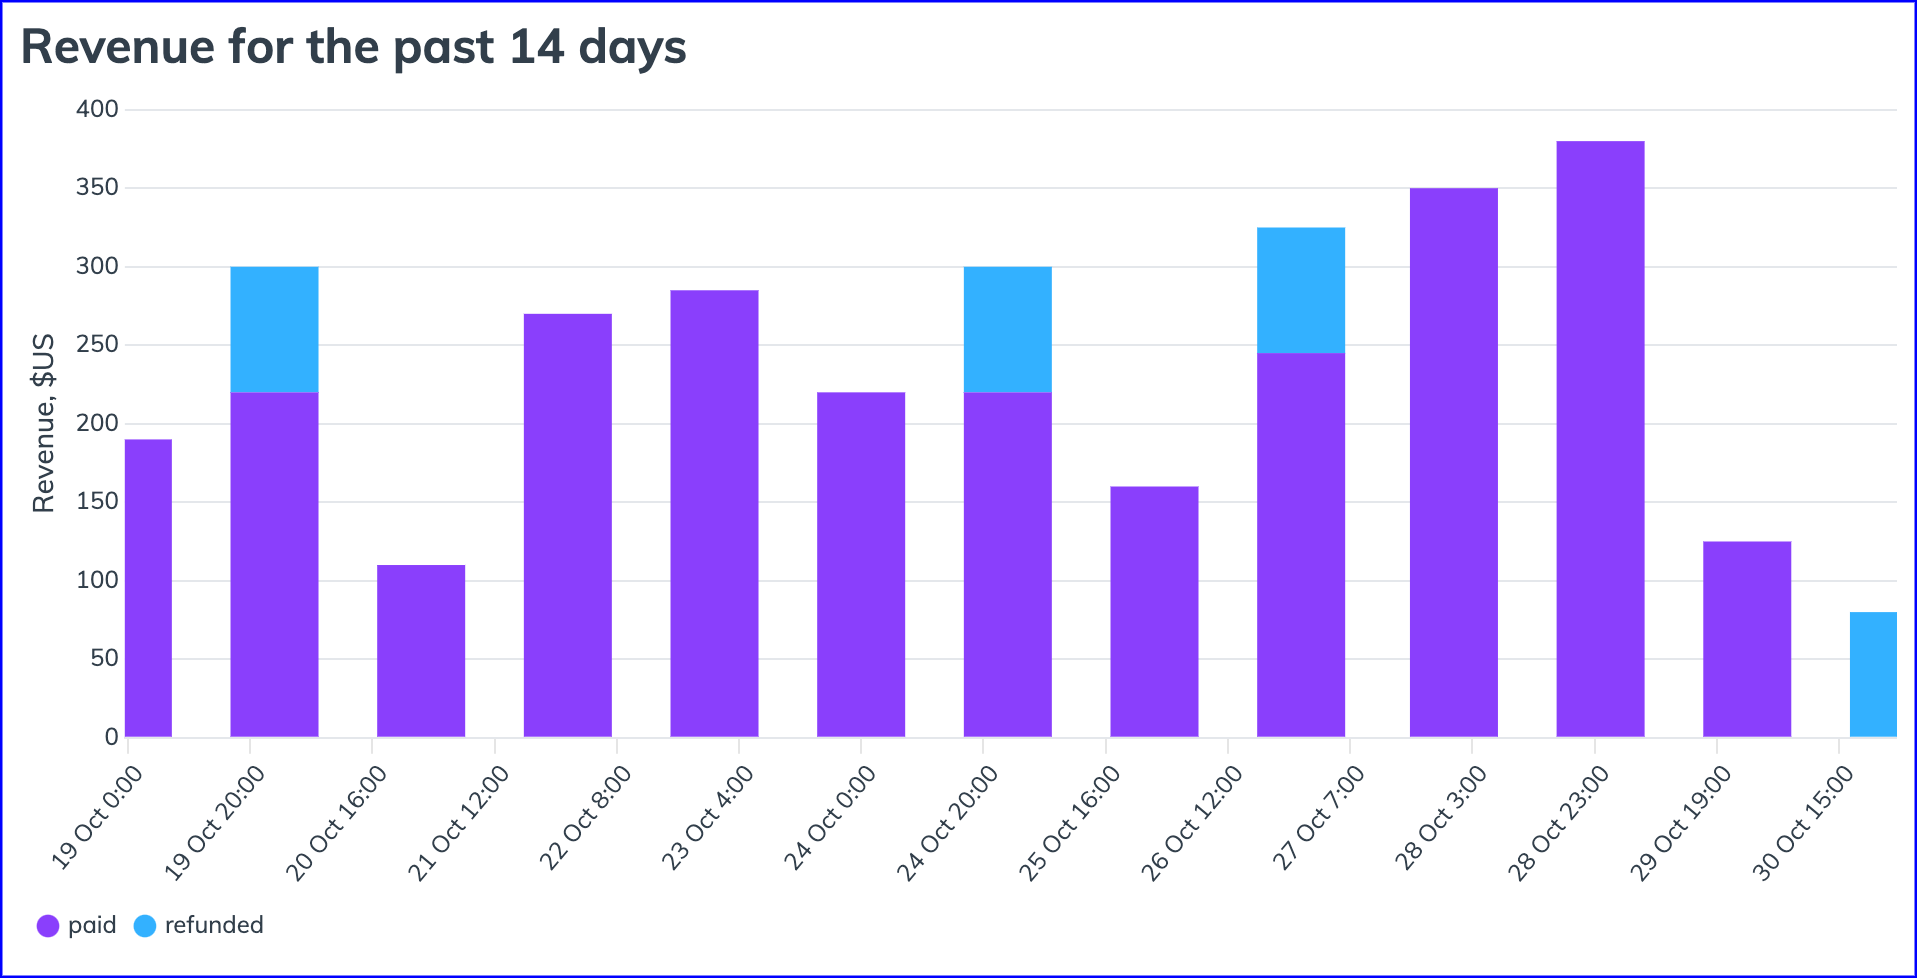 Revenue for the past 14 days
400
350
300
250
200
150
100
50
0
Revenue, $US
19 Oct 0:00
19 Oct 20:00
20 Oct 16:00
21 Oct 12:00
22 Oct 8:00
23 Oct 4:00
24 Oct 0:00
24 Oct 20:00
25 Oct 16:00
26 Oct 12:00
27 Oct 7:00
28 Oct 3:00
28 Oct 23:00
29 Oct 19:00
30 Oct 15:00
paid refunded